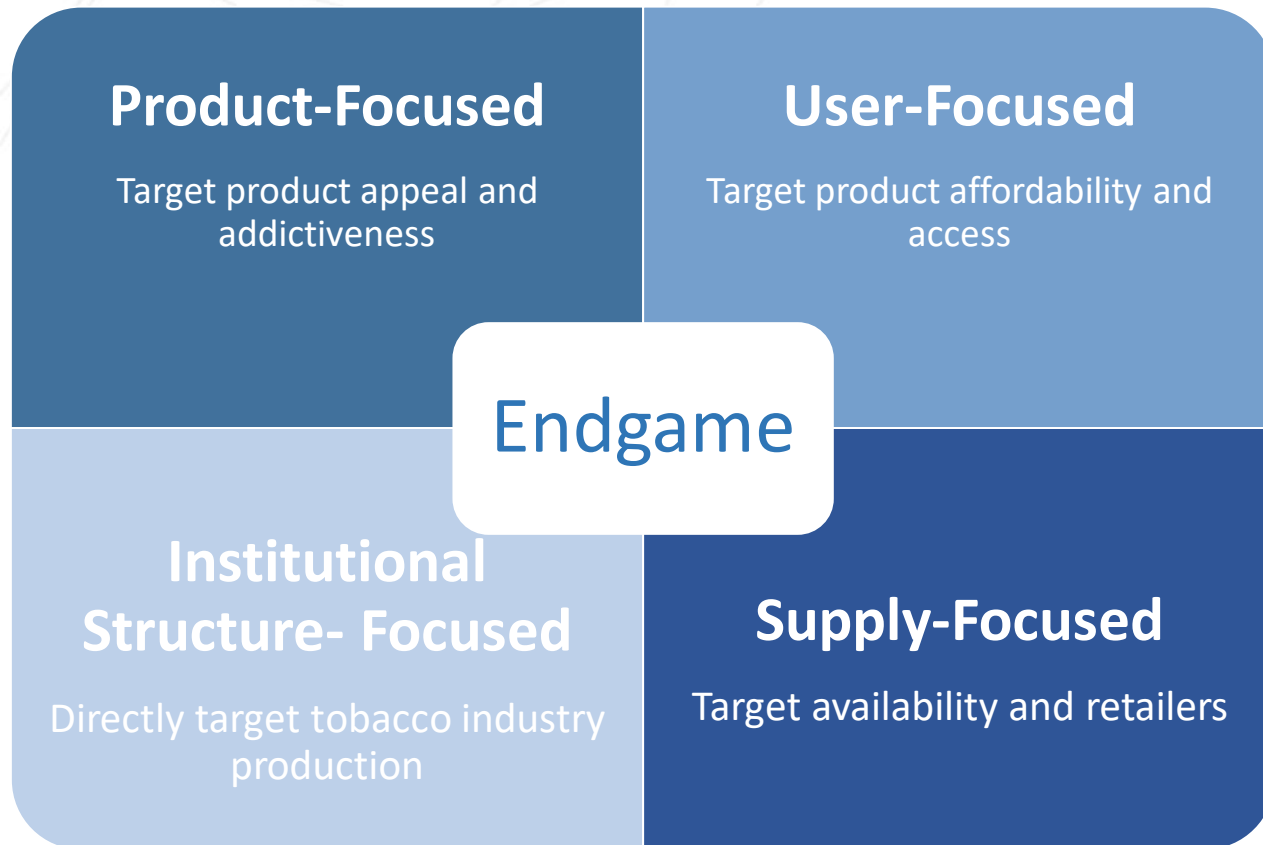 Product-Focused
Target product appeal and
addictiveness
User-Focused
Target product affordability and
access
Endgame
Institutional
Structure- Focused
Directly target tobacco industry
production
Supply-Focused
Target availability and retailers